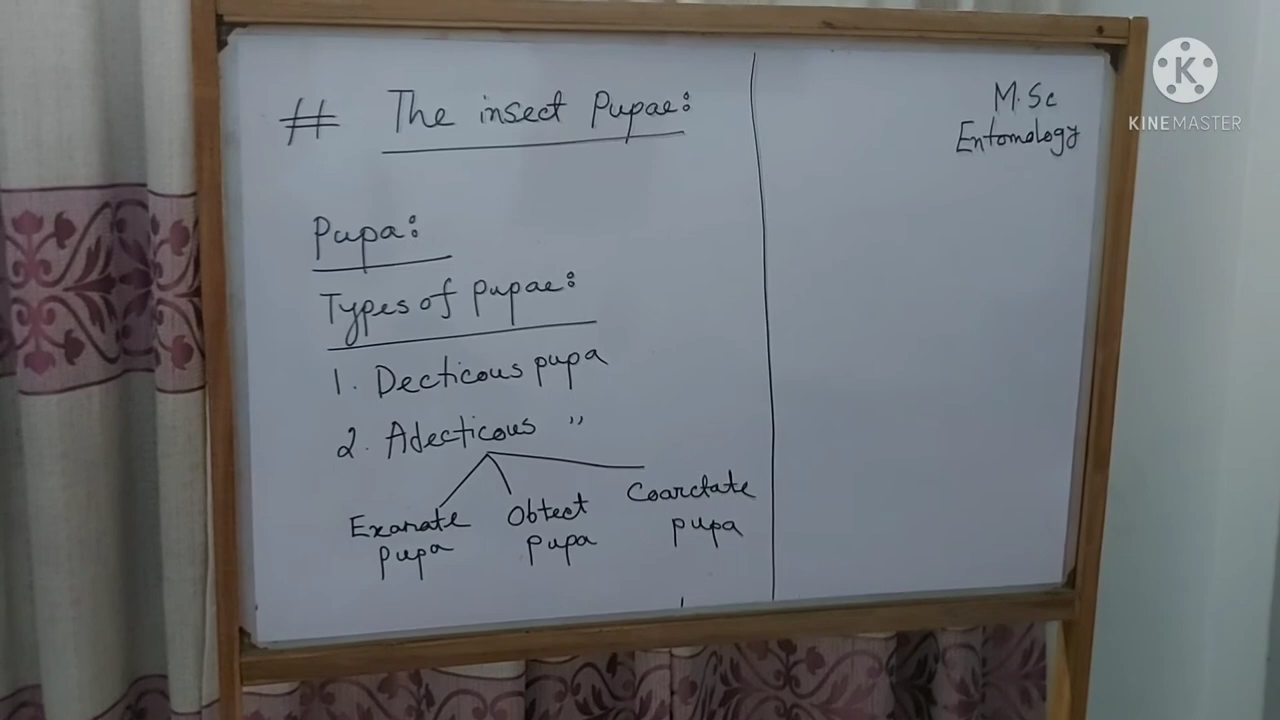 # The insect Pupae:
Pupa:
Types of pupae:
1. Decticous pupa
2. Adecticous "
Exarate pupa
Obtect pupa
Coarctate pupa
M.Sc
Entomology
KINEMASTER